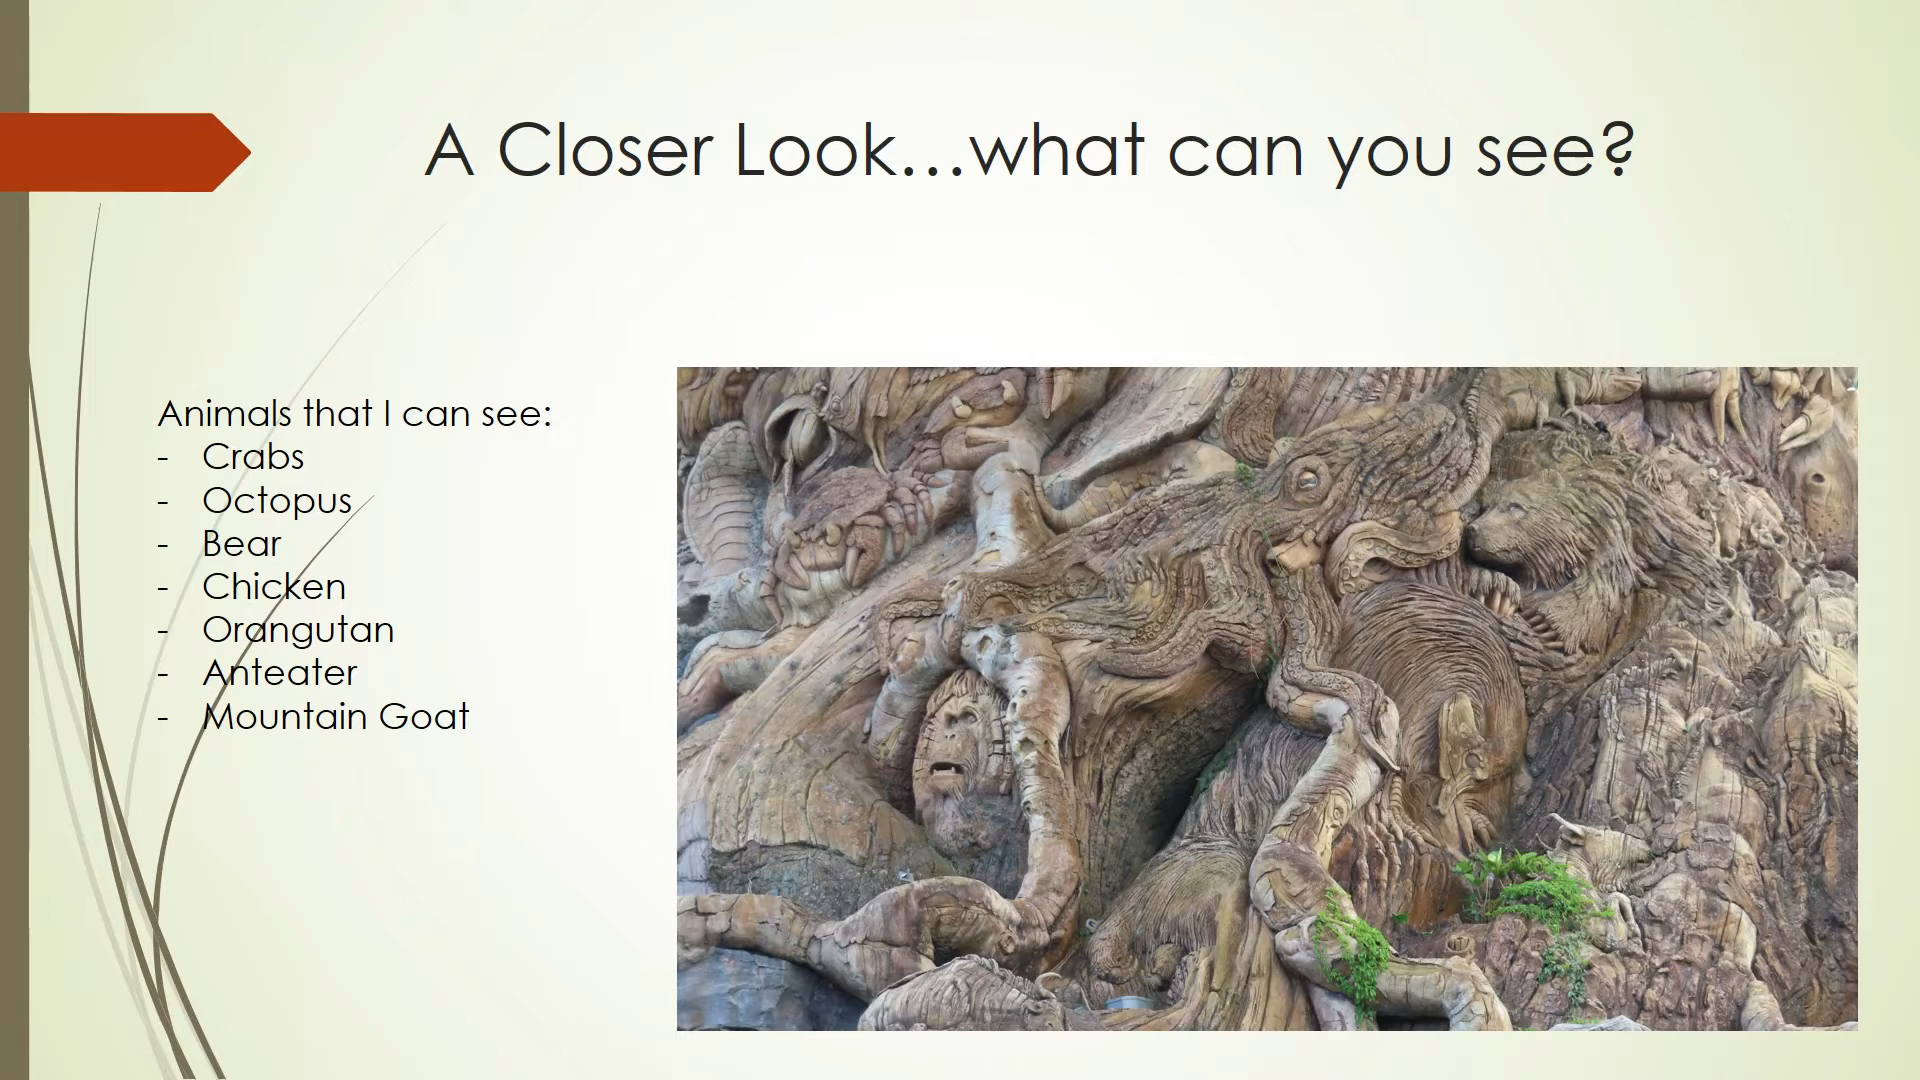 A Closer Look...what can you see?
Animals that I can see:
- Crabs
- Octopus
- Bear
- Chicken
- Orangutan
- Anteater
- Mountain Goat